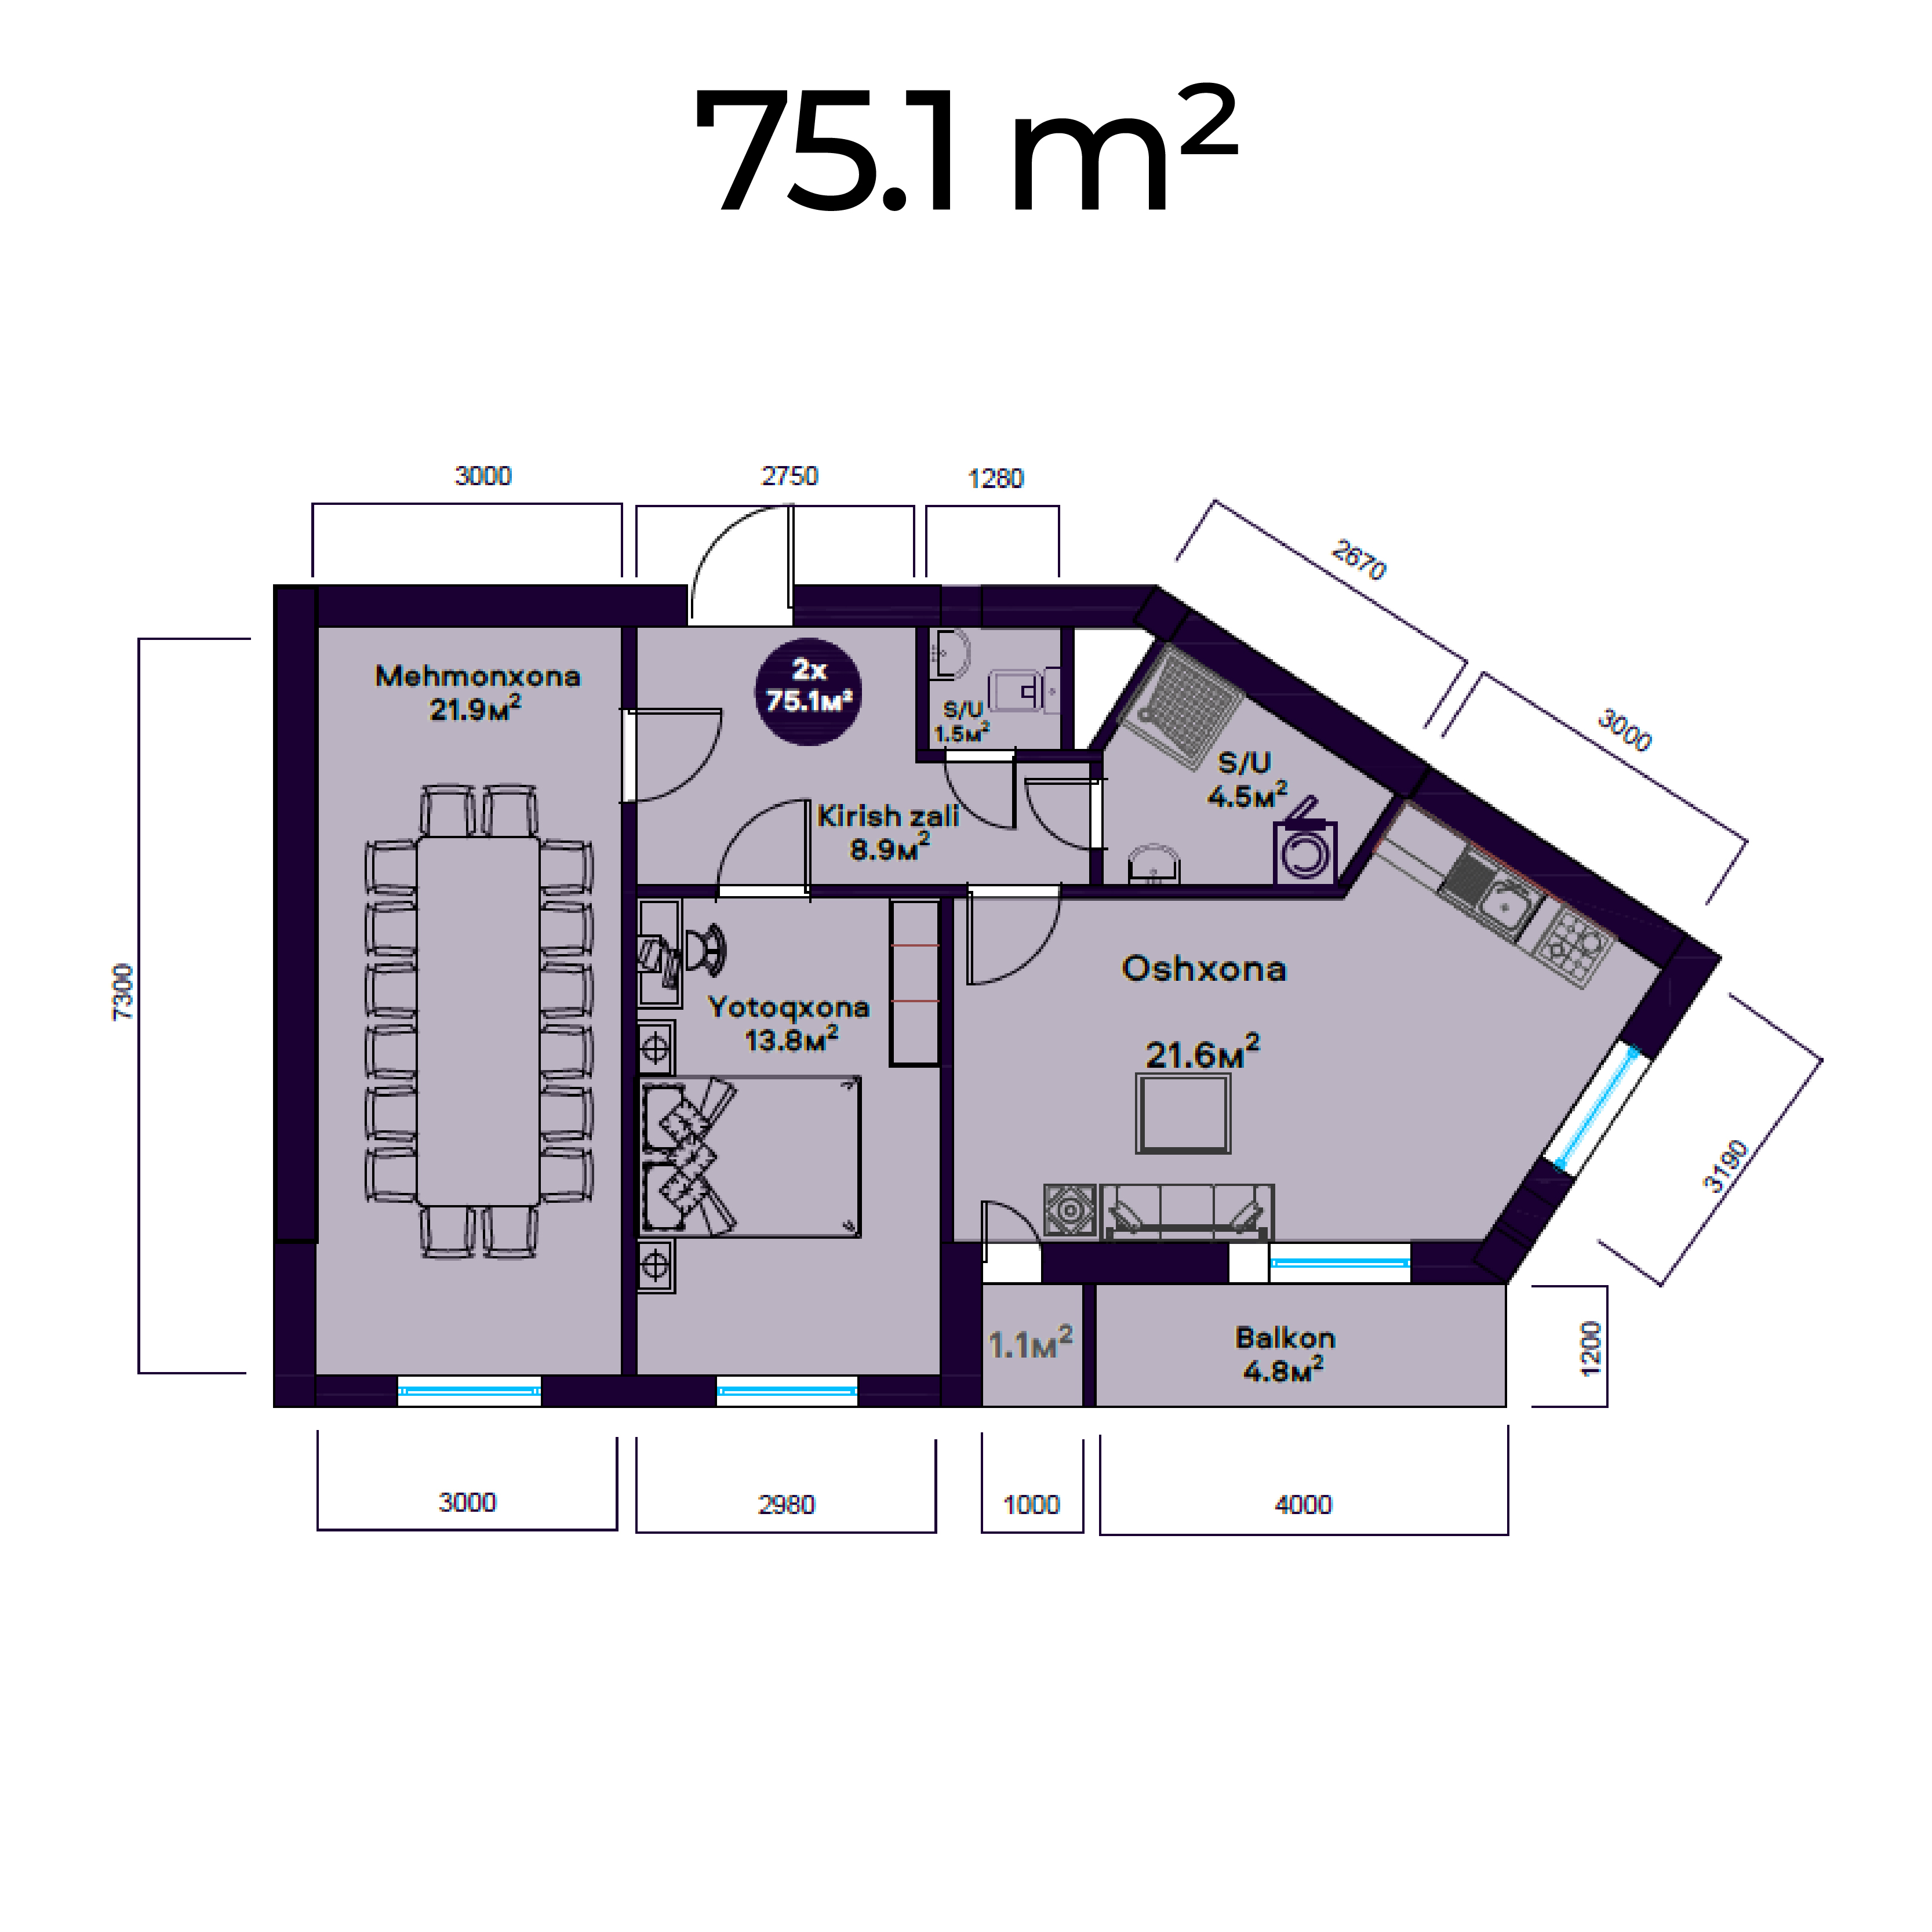 75.1 m²
3000
2750
1280
2670
3000
3190
1200
7300
Mehmonxona
21.9м²
2x
75.1м²
S/U
1.5м²
S/U
4.5м²
Kirish zali
8.9м²
Oshxona
21.6м²
Yotoqxona
13.8м²
1.1м²
Balkon
4.8м²
3000
2980
1000
4000